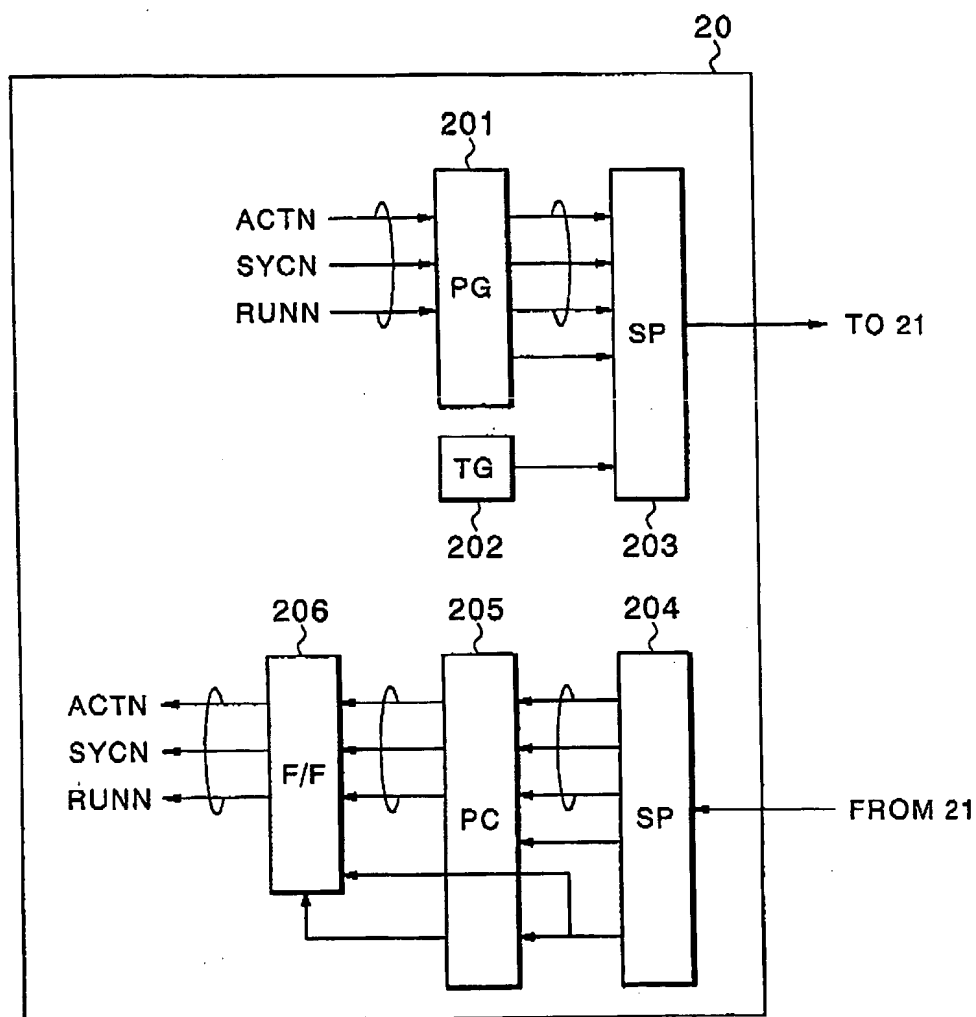 20
201
ACTN
SYCN
RUNN
PG
SP
TO 21
TG
202
203
206
205
204
ACTN
SYCN
RUNN
F/F
PC
SP
FROM 21